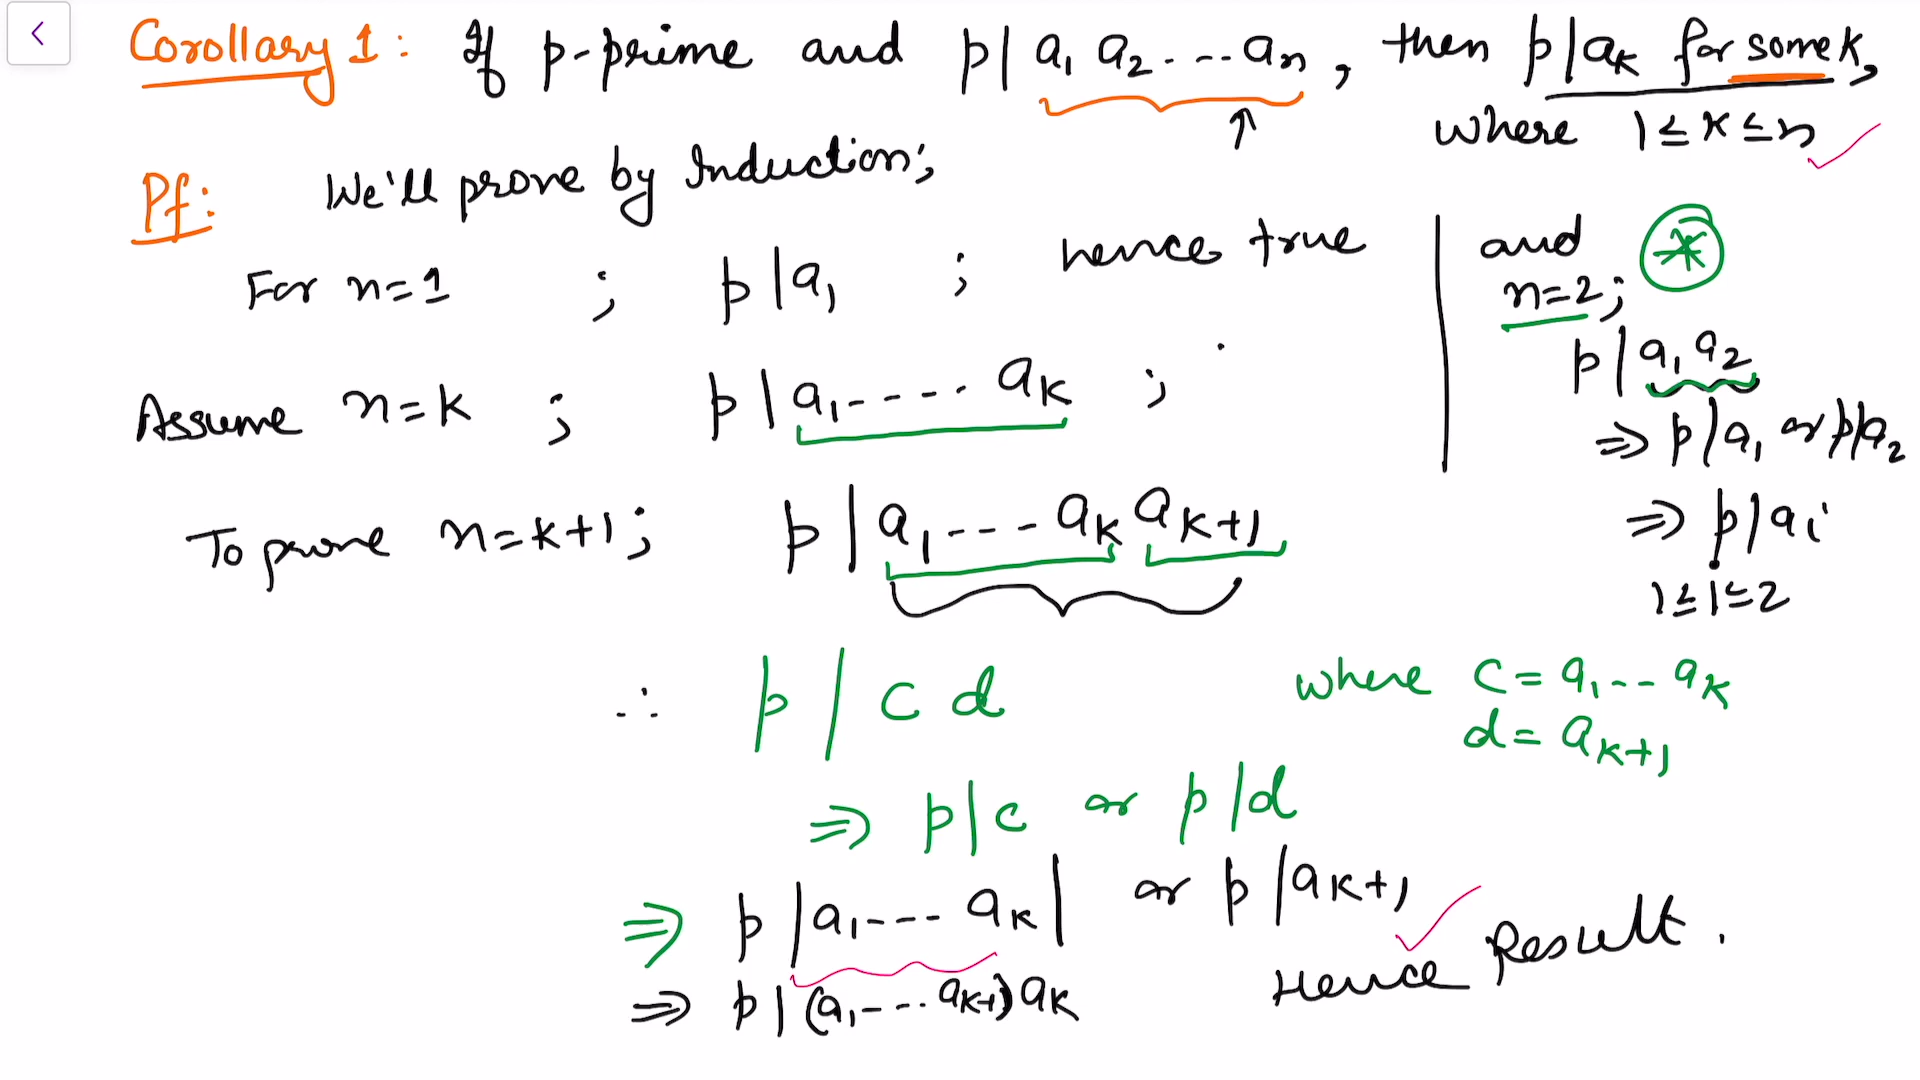 Corollary 1: If p-prime and p | a₁ a₂ . . . . aₙ, then p|aₖ for some k,
where 1 ≤ k ≤ n
Pf: We'll prove by Induction;
For n=1 ; p | a₁ ; hence true
Assume n=k ; p | a₁ - - - - . aₖ ;
To prove n=k+1 ; p | a₁ - - - aₖ aₖ₊₁
and ✳
n=2;
p | a₁ a₂
⇒ p | a₁ or p|a₂
⇒ p | ai
1 ≤ i ≤ 2
∴ p / c d where c = a₁ - - aₖ
d = aₖ₊₁
⇒ p | c or p | d
⇒ p | a₁ - - - aₖ | or p | aₖ₊₁
Hence Result.
⇒ p | (a₁ - - .. aₖ₋₁) aₖ